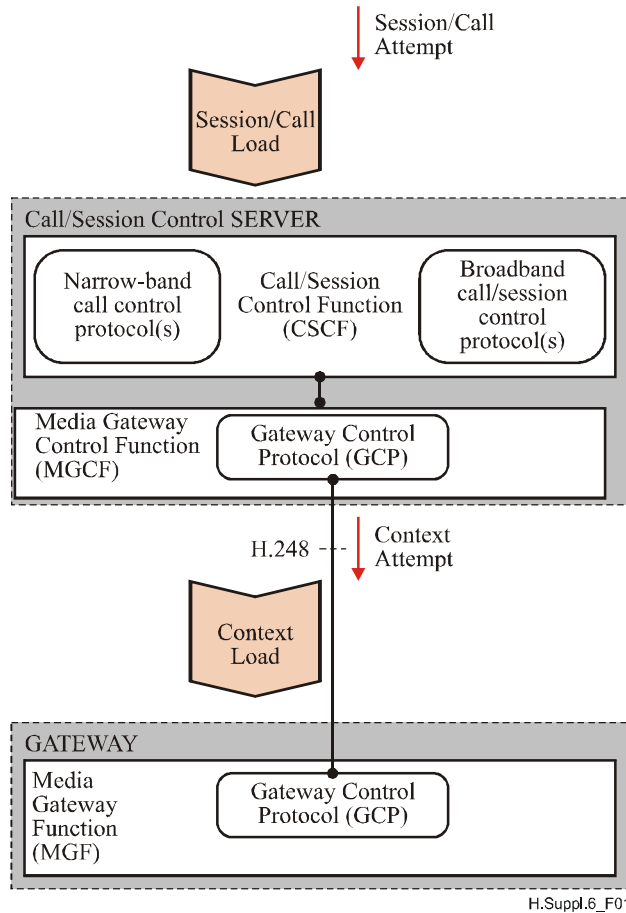 Session/Call
Attempt
Session/Call
Load
Call/Session Control SERVER
Narrow-band
call control
protocol(s)
Call/Session
Control Function
(CSCF)
Broadband
call/session
control
protocol(s)
Media Gateway
Control Function
(MGCF)
Gateway Control
Protocol (GCP)
H.248
Context
Attempt
Context
Load
GATEWAY
Media
Gateway
Function
(MGF)
Gateway Control
Protocol (GCP)
H.Suppl.6_F01